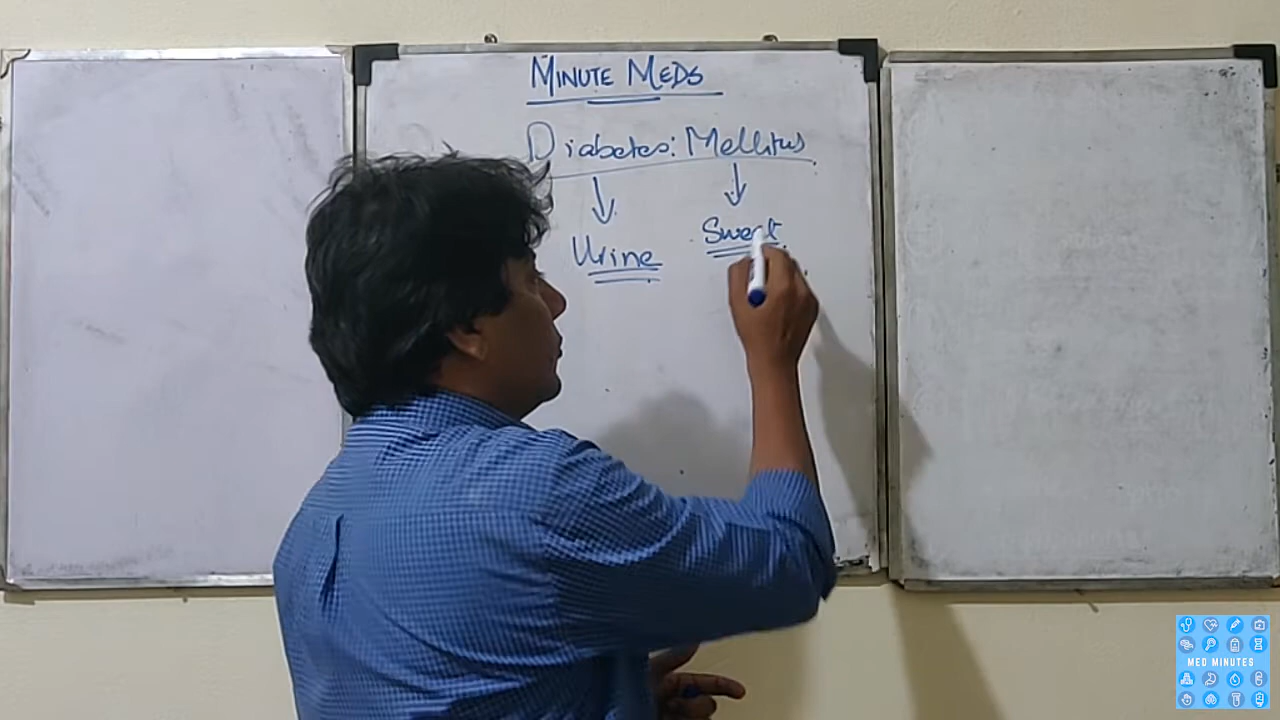 MINUTE MEDS
Diabetes: Mellitus
Urine Sweet
MED MINUTES